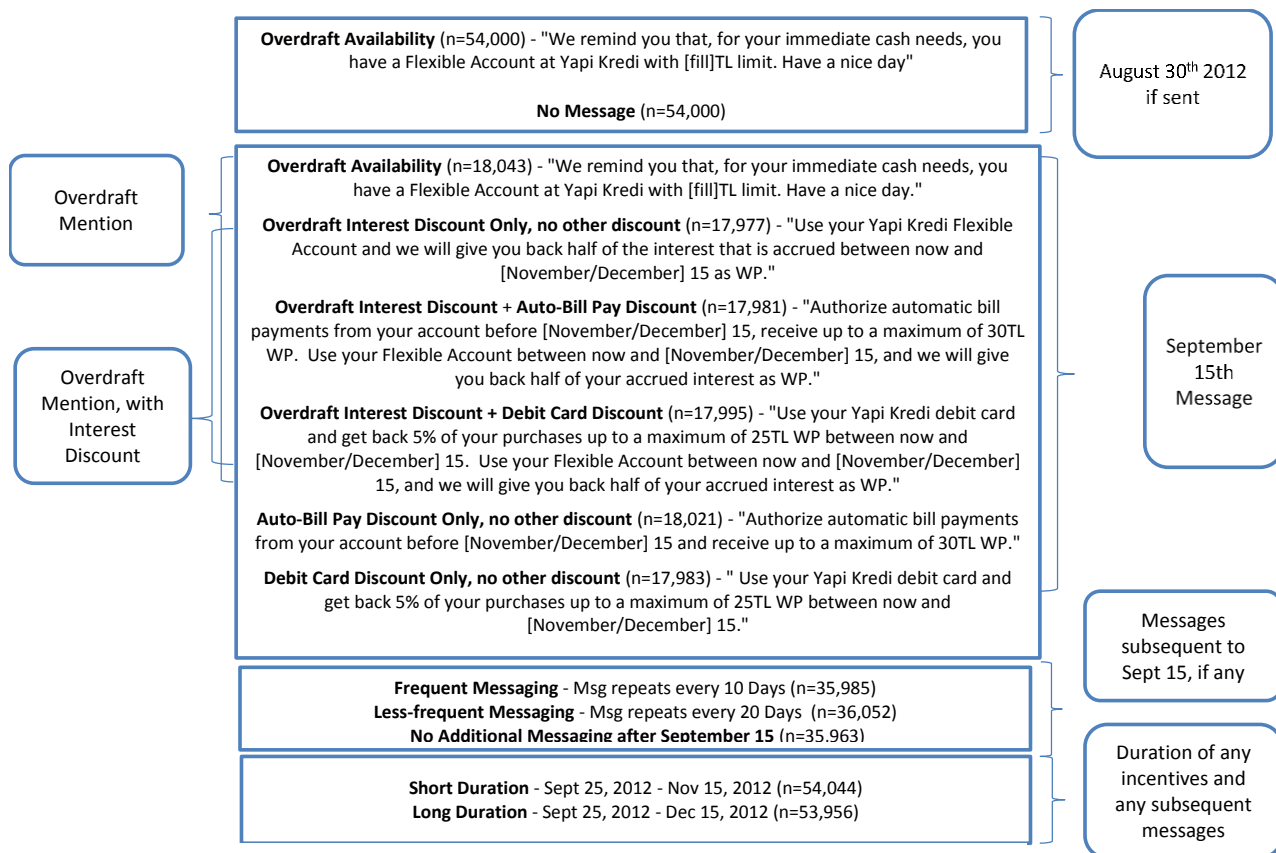 Overdraft Availability (n=54,000) - "We remind you that, for your immediate cash needs, you
have a Flexible Account at Yapi Kredi with [fill]TL limit. Have a nice day"
No Message (n=54,000)
August 30th 2012
if sent
Overdraft
Mention
Overdraft
Mention, with
Interest
Discount
Overdraft Availability (n=18,043) - "We remind you that, for your immediate cash needs, you
have a Flexible Account at Yapi Kredi with [fill]TL limit. Have a nice day."
Overdraft Interest Discount Only, no other discount (n=17,977) - "Use your Yapi Kredi Flexible
Account and we will give you back half of the interest that is accrued between now and
[November/December] 15 as WP."
Overdraft Interest Discount + Auto-Bill Pay Discount (n=17,981) - "Authorize automatic bill
payments from your account before [November/December] 15, receive up to a maximum of 30TL
WP. Use your Flexible Account between now and [November/December] 15, and we will give
you back half of your accrued interest as WP."
Overdraft Interest Discount + Debit Card Discount (n=17,995) - "Use your Yapi Kredi debit card
and get back 5% of your purchases up to a maximum of 25TL WP between now and
[November/December] 15. Use your Flexible Account between now and [November/December]
15, and we will give you back half of your accrued interest as WP."
Auto-Bill Pay Discount Only, no other discount (n=18,021) - "Authorize automatic bill payments
from your account before [November/December] 15 and receive up to a maximum of 30TL WP."
Debit Card Discount Only, no other discount (n=17,983) - " Use your Yapi Kredi debit card and
get back 5% of your purchases up to a maximum of 25TL WP between now and
[November/December] 15."
September
15th
Message
Frequent Messaging - Msg repeats every 10 Days (n=35,985)
Less-frequent Messaging - Msg repeats every 20 Days (n=36,052)
No Additional Messaging after September 15 (n=35.963)
Messages
subsequent to
Sept 15, if any
Short Duration - Sept 25, 2012 - Nov 15, 2012 (n=54,044)
Long Duration - Sept 25, 2012 - Dec 15, 2012 (n=53,956)
Duration of any
incentives and
any subsequent
messages